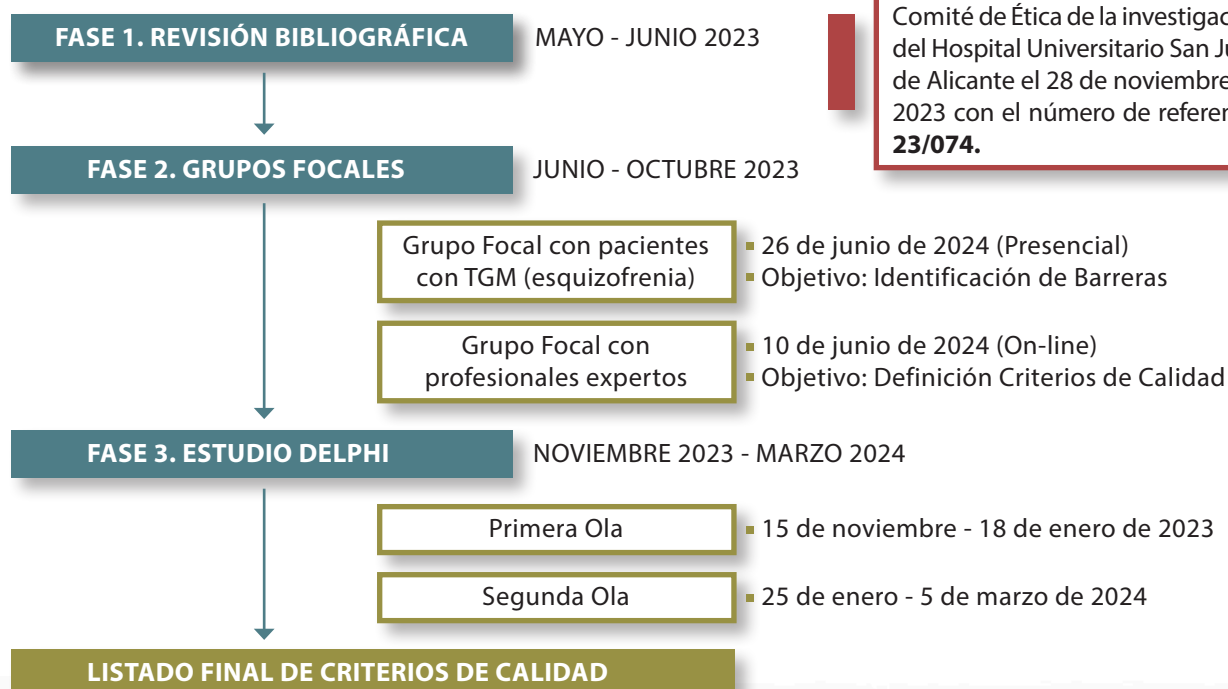 FASE 1. REVISIÓN BIBLIOGRÁFICA
MAYO - JUNIO 2023
Comité de Ética de la
del Hospital Universitario San
de Alicante el 28 de noviembre
2023 con el número de
23/074.
FASE 2. GRUPOS FOCALES
JUNIO - OCTUBRE 2023
Grupo Focal con pacientes
con TGM (esquizofrenia)
26 de junio de 2024 (Presencial)
Objetivo: Identificación de Barreras
Grupo Focal con
profesionales expertos
10 de junio de 2024 (On-line)
Objetivo: Definición Criterios de Calidad
FASE 3. ESTUDIO DELPHI
NOVIEMBRE 2023 - MARZO 2024
Primera Ola
15 de noviembre - 18 de enero de 2023
Segunda Ola
25 de enero - 5 de marzo de 2024
LISTADO FINAL DE CRITERIOS DE CALIDAD